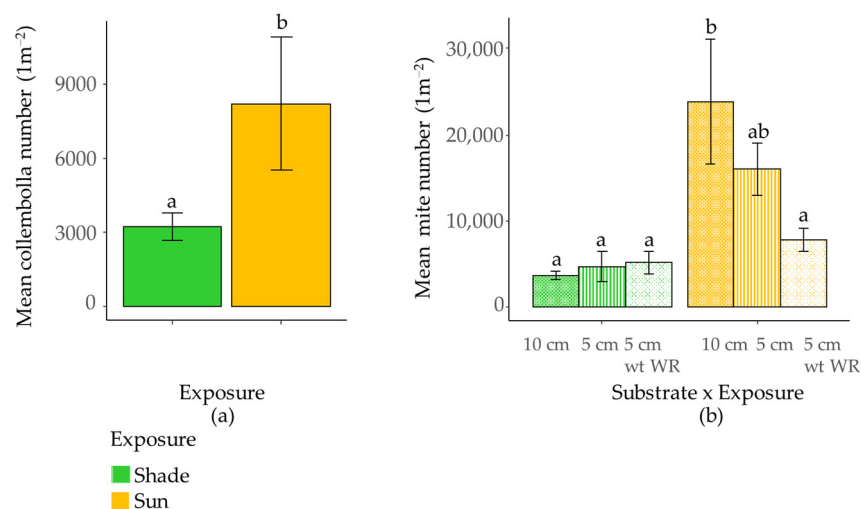 Mean collembolla number (1m⁻²)
9000
6000
3000
0
a
b
Exposure
(a)
Mean mite number (1m⁻²)
30,000
20,000
10,000
0
a
a
a
b
ab
a
10 cm 5 cm 5 cm wt WR
10 cm 5 cm 5 cm wt WR
Substrate x Exposure
(b)
Exposure
Shade
Sun